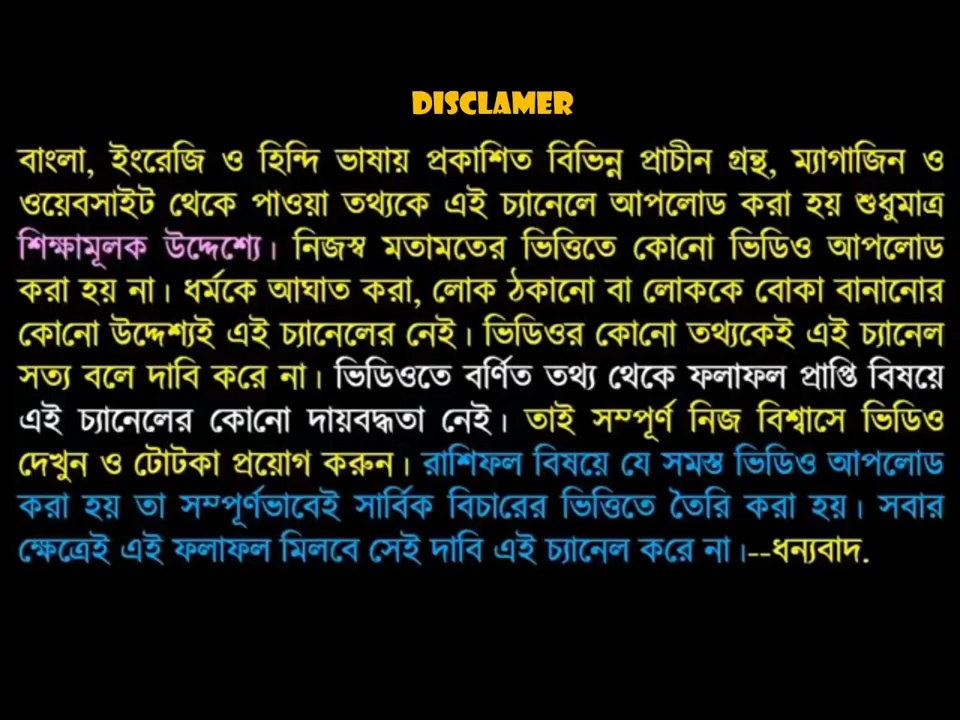 DISCLAMER
বাংলা, ইংরেজি ও হিন্দি ভাষায় প্রকাশিত বিভিন্ন প্রাচীন গ্রন্থ, ম্যাগাজিন ও
ওয়েবসাইট থেকে পাওয়া তথ্যকে এই চ্যানেলে আপলোড করা হয় শুধুমাত্র
শিক্ষামূলক উদ্দেশ্যে। নিজস্ব মতামতের ভিত্তিতে কোনো ভিডিও আপলোড
করা হয় না। ধর্মকে আঘাত করা, লোক ঠকানো বা লোককে বোকা বানানোর
কোনো উদ্দেশ্যই এই চ্যানেলের নেই। ভিডিওর কোনো তথ্যকেই এই চ্যানেল
সত্য বলে দাবি করে না। ভিডিওতে বর্ণিত তথ্য থেকে ফলাফল প্রাপ্তি বিষয়ে
এই চ্যানেলের কোনো দায়বদ্ধতা নেই। তাই সম্পূর্ণ নিজ বিশ্বাসে ভিডিও
দেখুন ও টোটকা প্রয়োগ করুন। রাশিফল বিষয়ে যে সমস্ত ভিডিও আপলোড
করা হয় তা সম্পূর্ণভাবেই সার্বিক বিচারের ভিত্তিতে তৈরি করা হয়। সবার
ক্ষেত্রেই এই ফলাফল মিলবে সেই দাবি এই চ্যানেল করে না।--ধন্যবাদ.